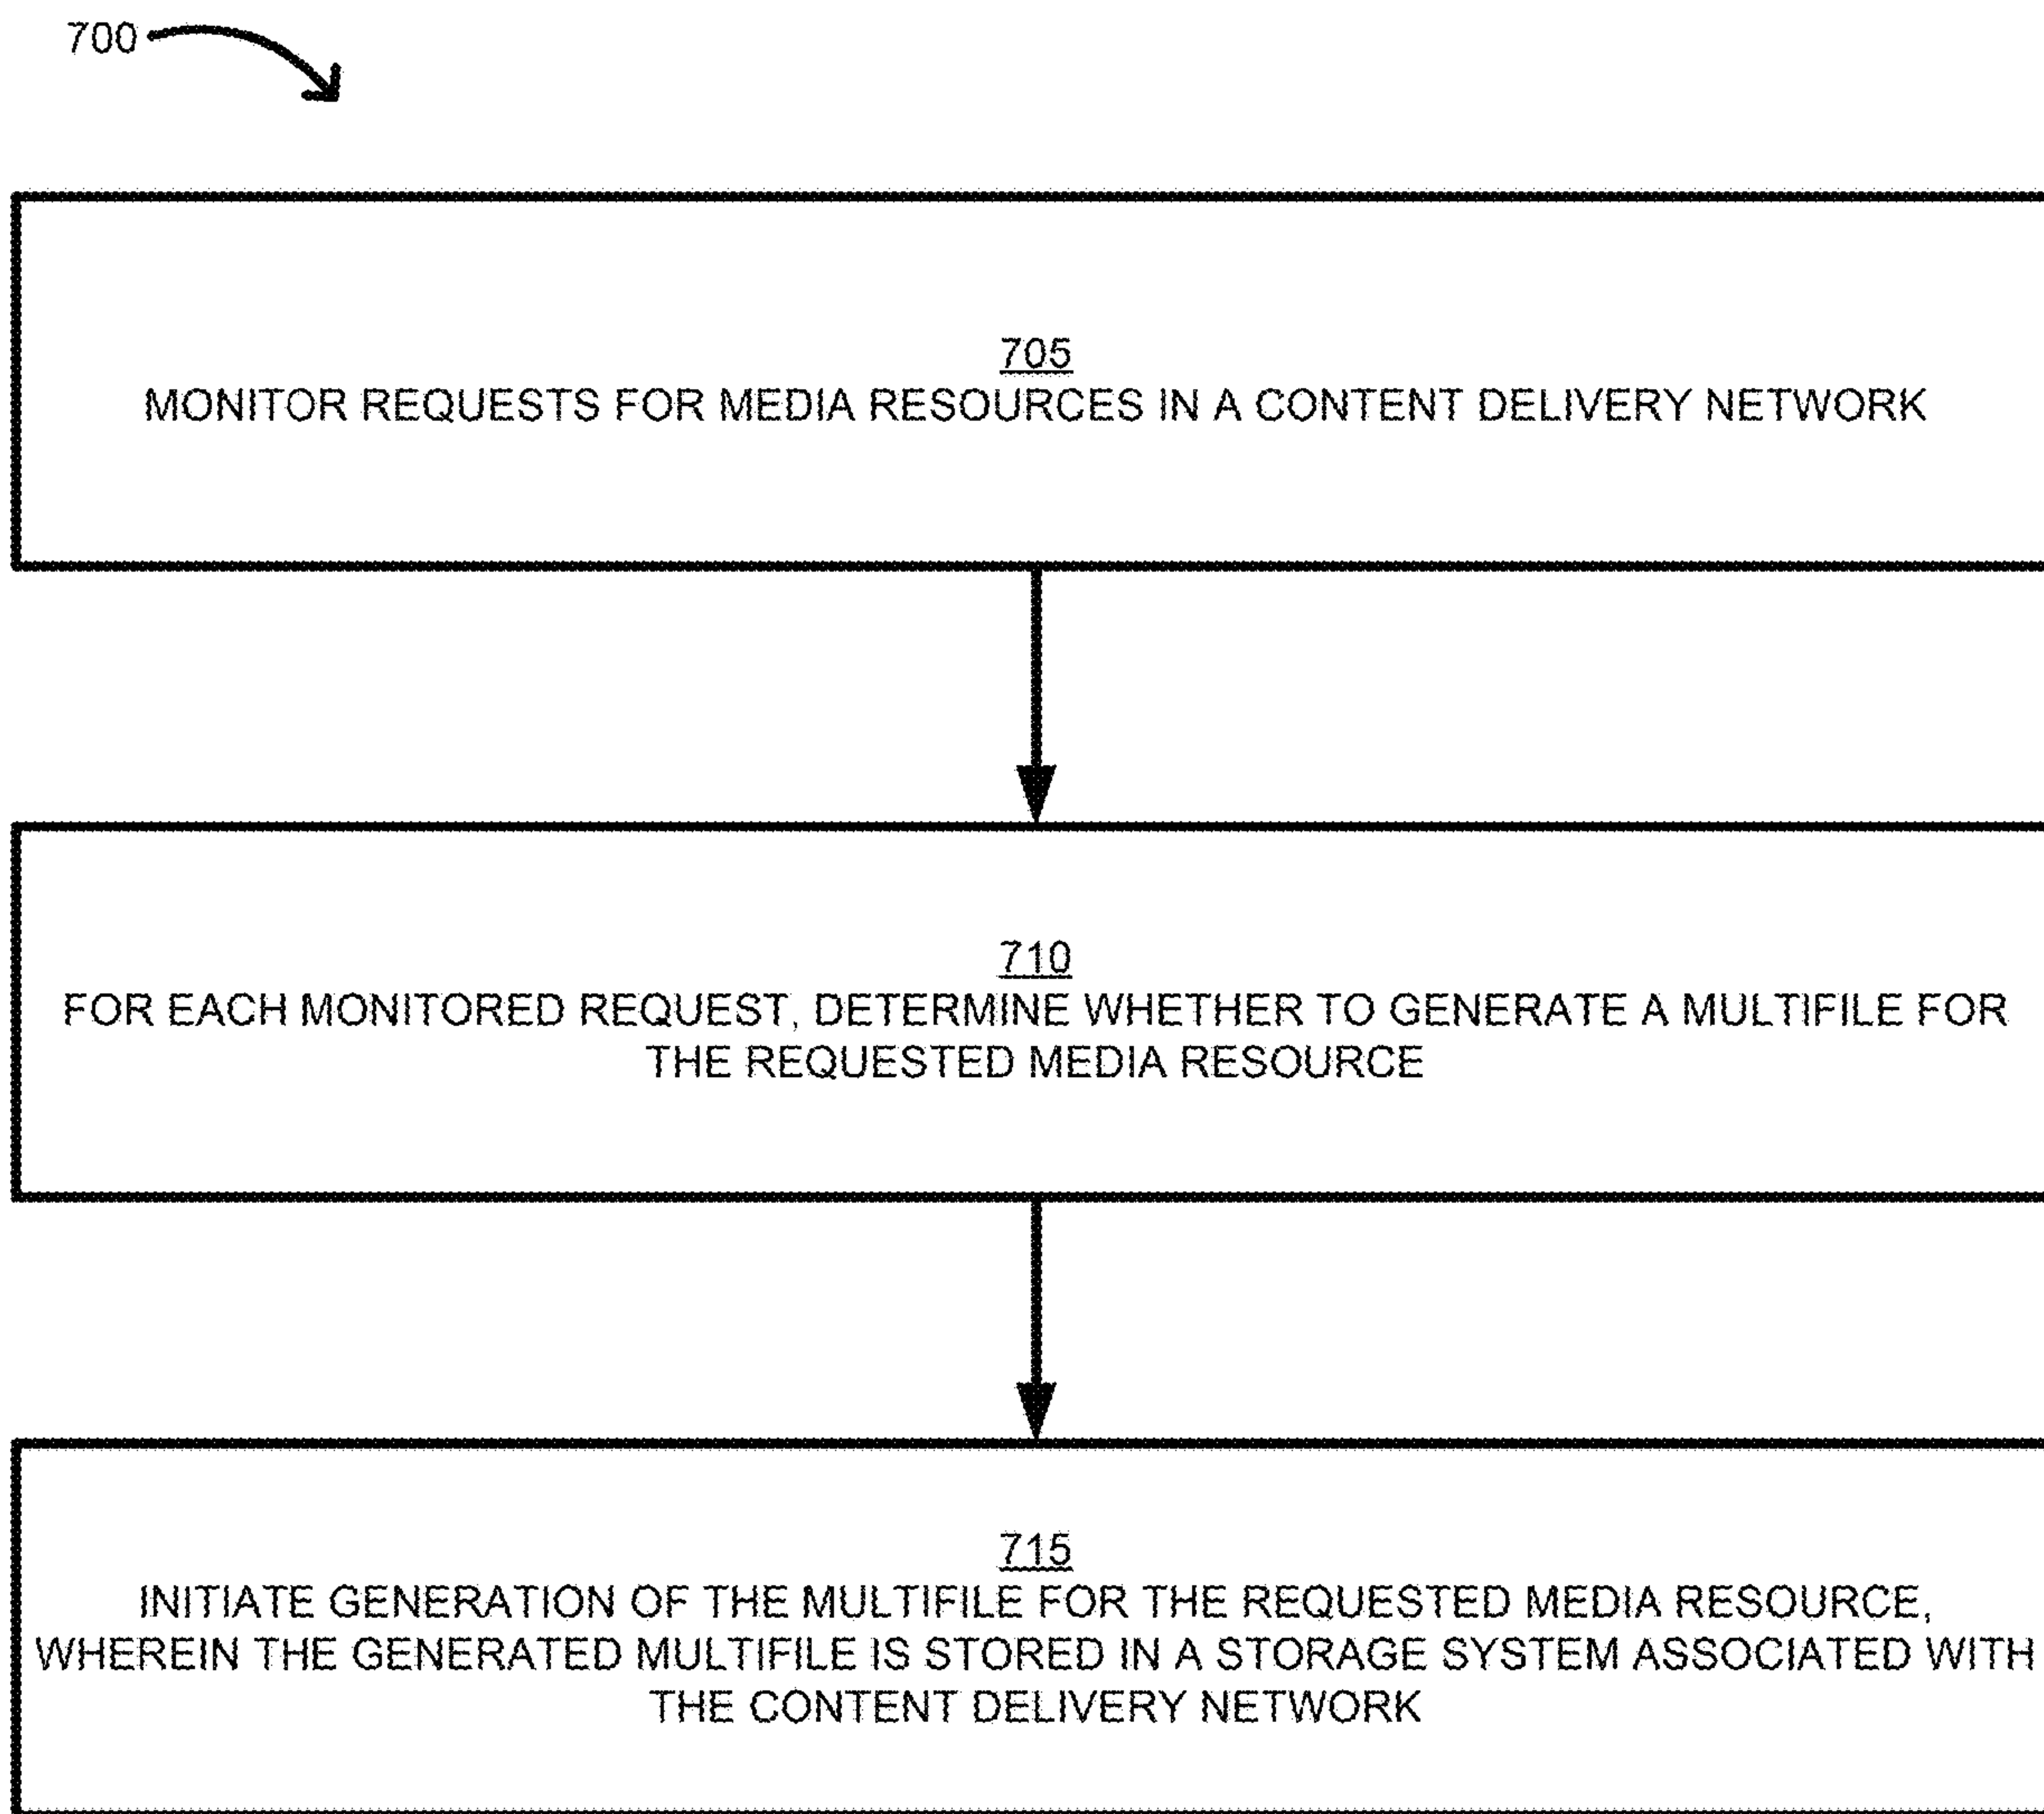 700
705
MONITOR REQUESTS FOR MEDIA RESOURCES IN A CONTENT DELIVERY NETWORK
710
FOR EACH MONITORED REQUEST, DETERMINE WHETHER TO GENERATE A MULTIFILE FOR
THE REQUESTED MEDIA RESOURCE
715
INITIATE GENERATION OF THE MULTIFILE FOR THE REQUESTED MEDIA RESOURCE,
WHEREIN THE GENERATED MULTIFILE IS STORED IN A STORAGE SYSTEM ASSOCIATED WITH
THE CONTENT DELIVERY NETWORK